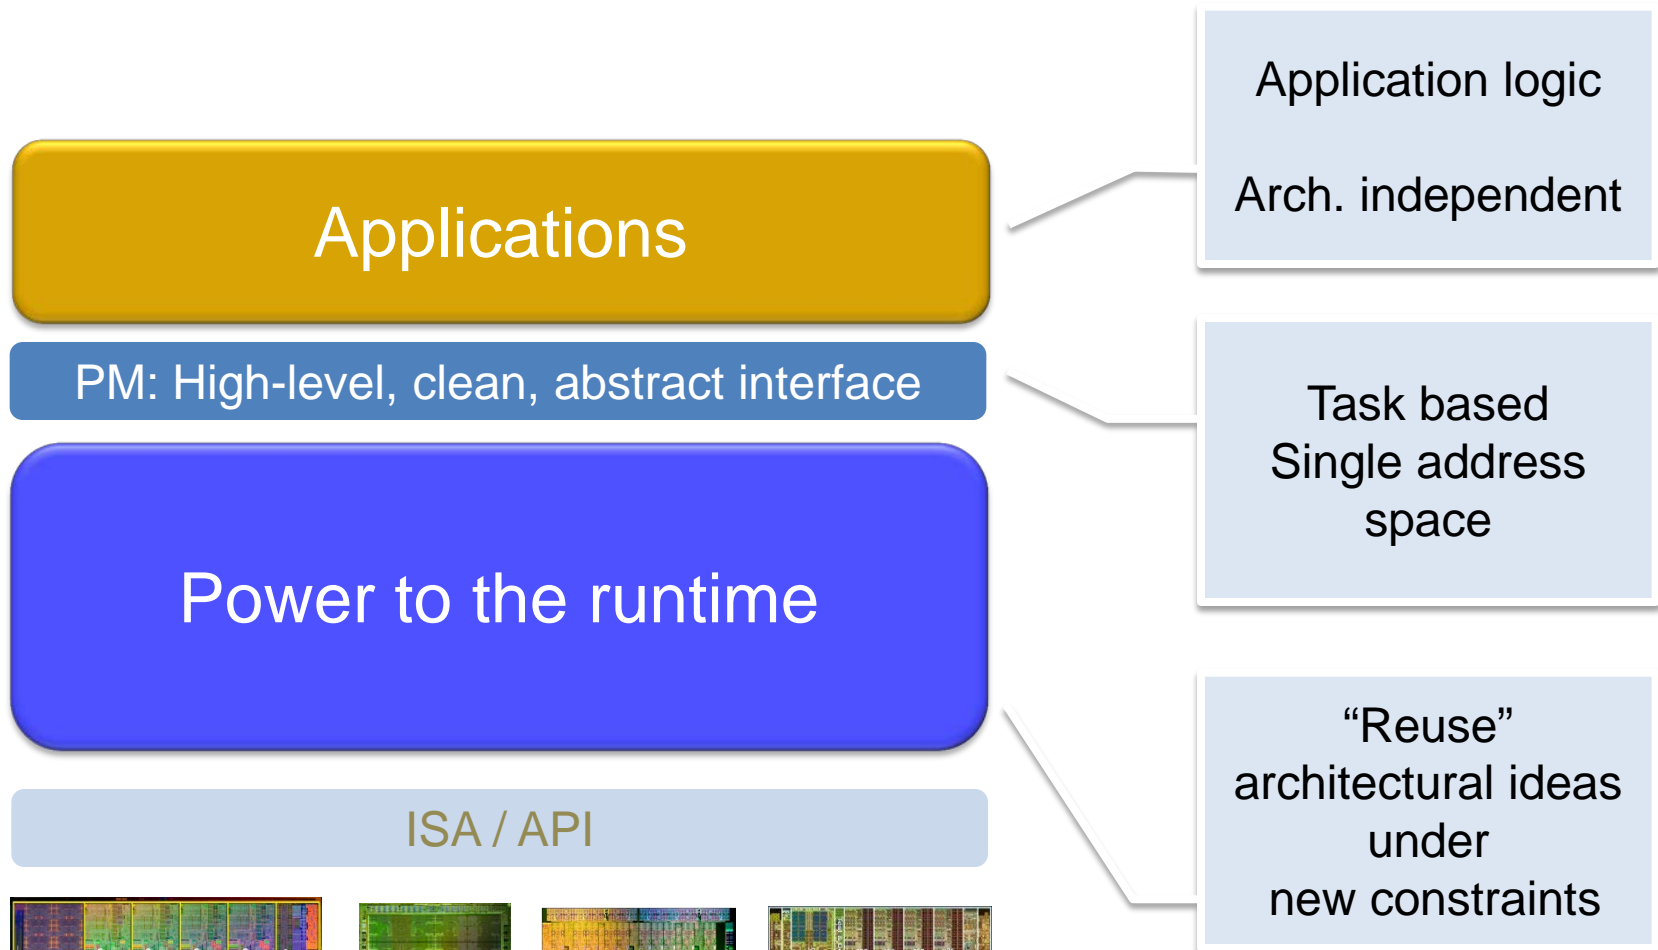 Application logic
Arch. independent
Applications
PM: High-level, clean, abstract interface
Task based
Single address
space
Power to the runtime
“Reuse”
architectural ideas
under
new constraints
ISA / API